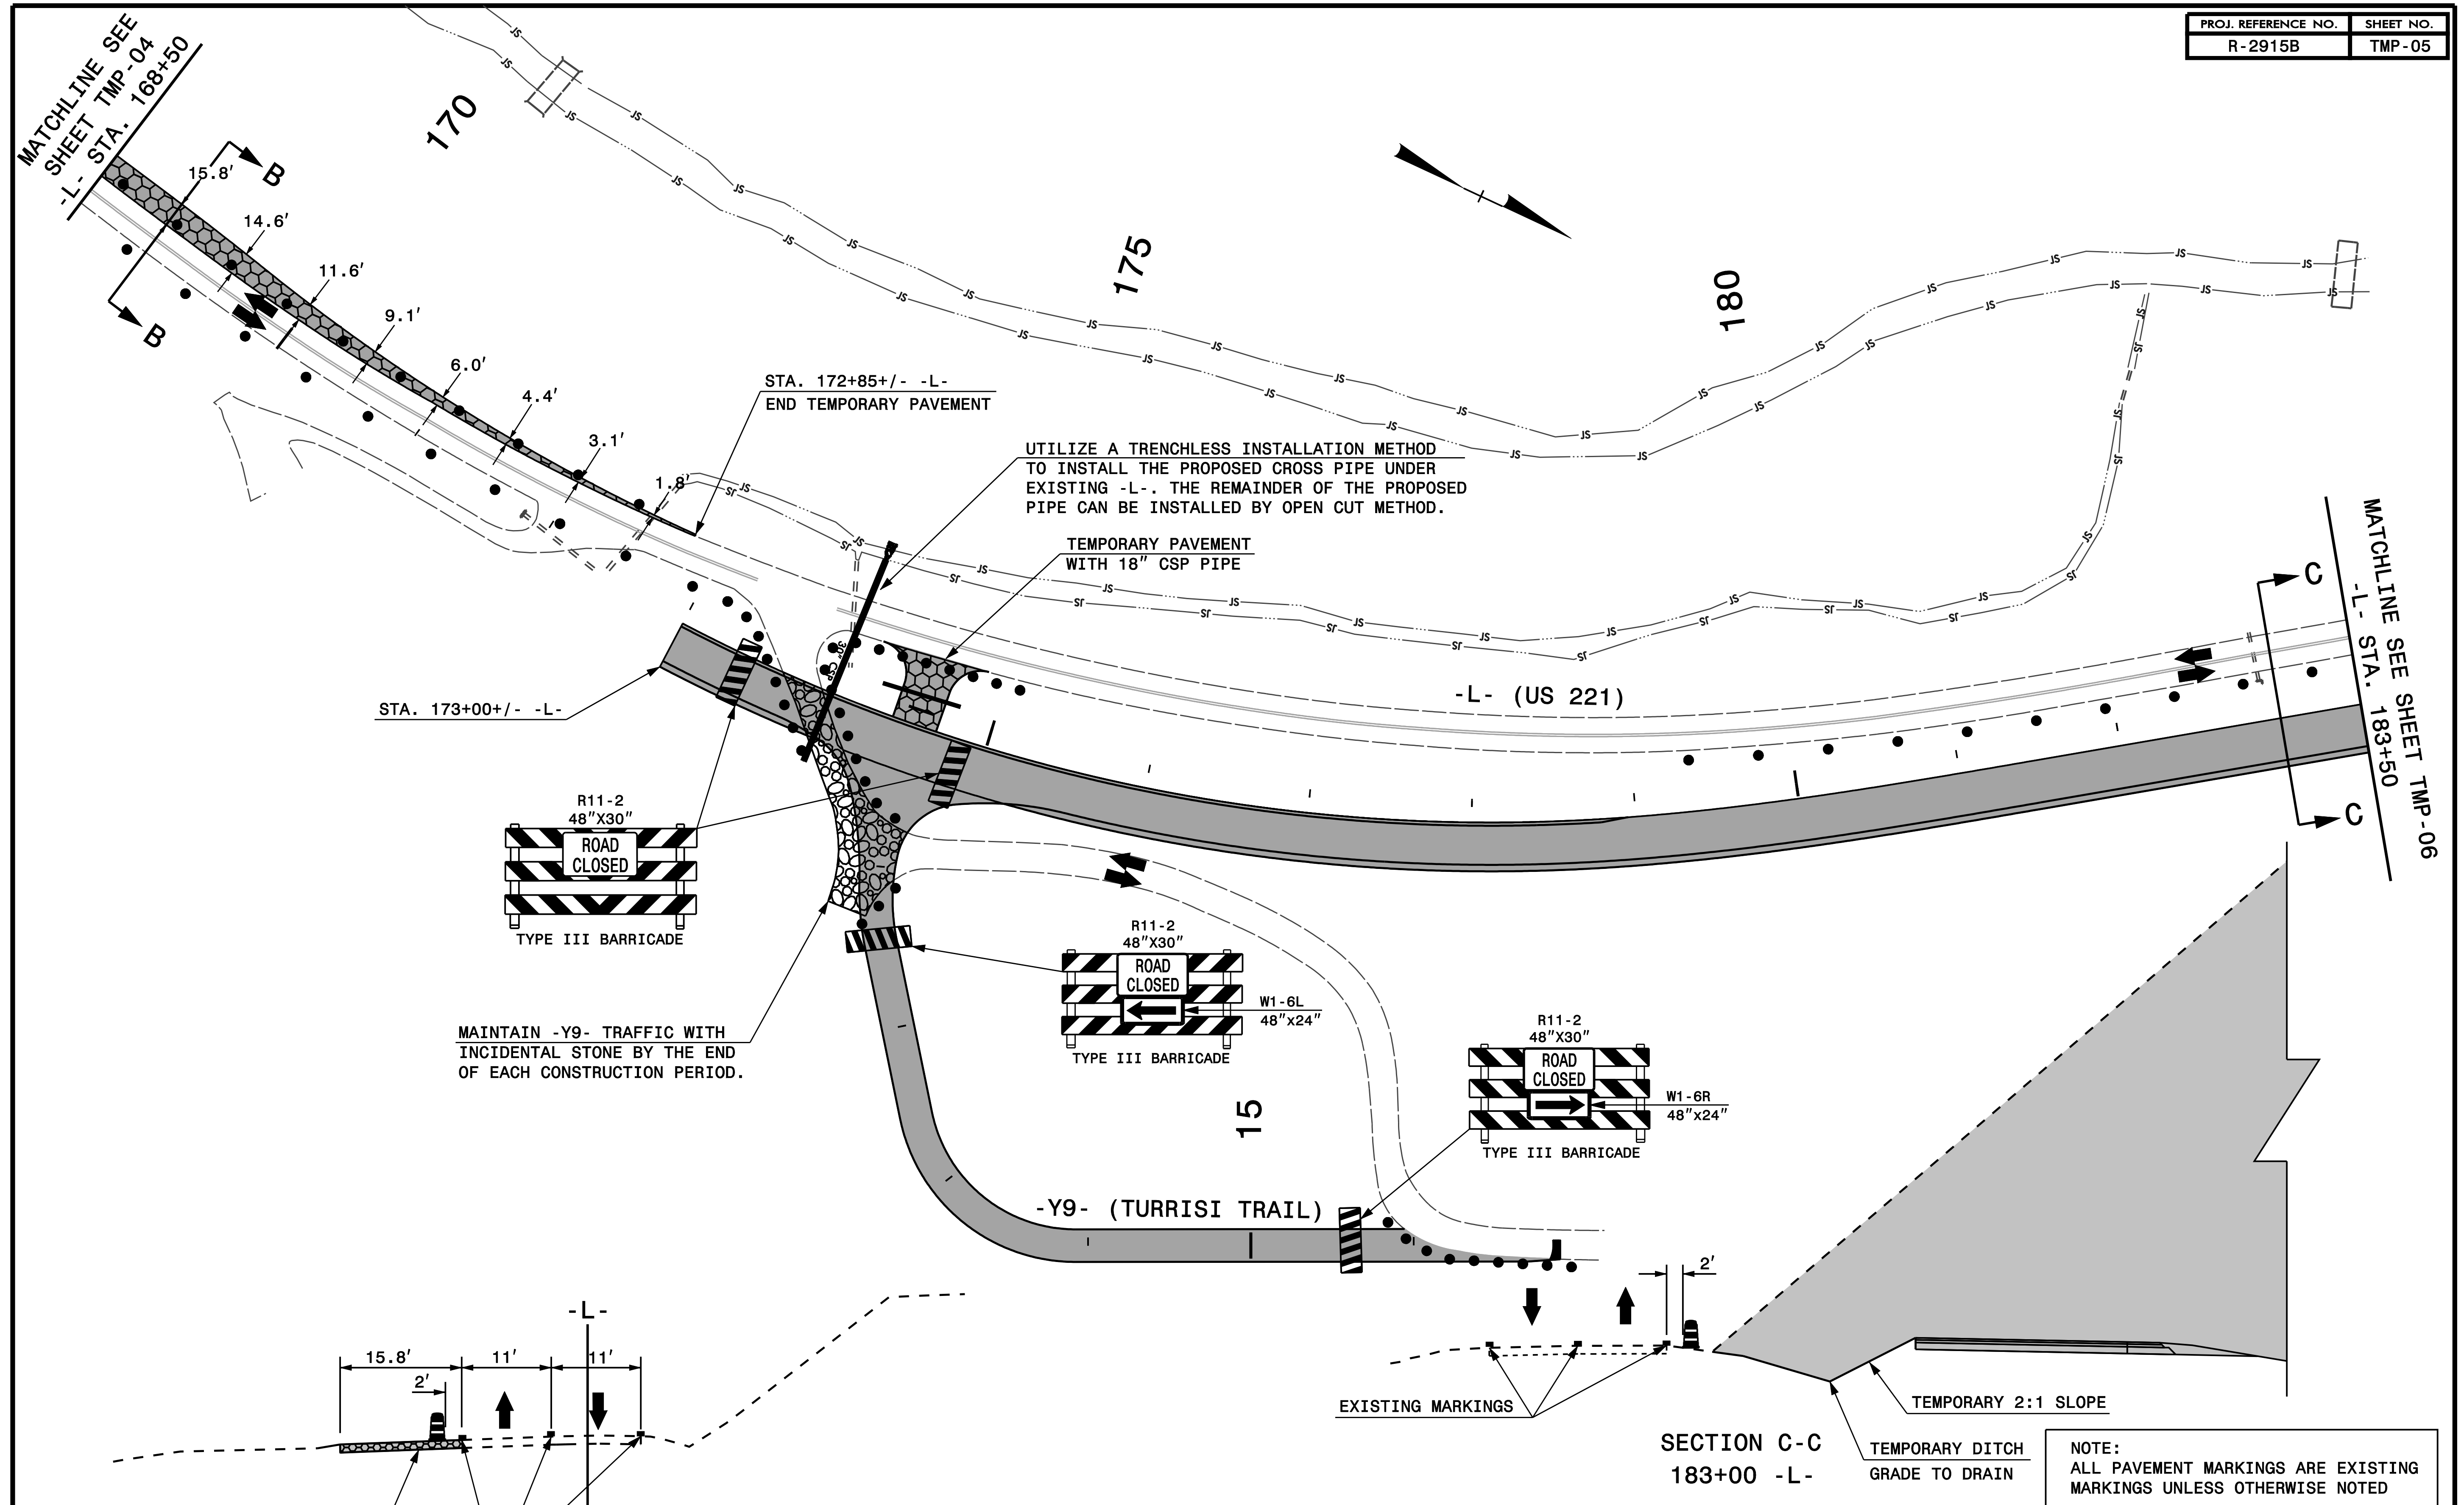 PROJ. REFERENCE NO.
SHEET NO.
R-2915B
TMP-05
MATCHLINE SEE
SHEET TMP-04
-L- STA. 168+50
B
B
15.8'
14.6'
11.6'
9.1'
6.0'
4.4'
3.1'
1.8'
170
175
180
STA. 172+85+/- -L-
END TEMPORARY PAVEMENT
UTILIZE A TRENCHLESS INSTALLATION METHOD
TO INSTALL THE PROPOSED CROSS PIPE UNDER
EXISTING -L-. THE REMAINDER OF THE PROPOSED
PIPE CAN BE INSTALLED BY OPEN CUT METHOD.
TEMPORARY PAVEMENT
WITH 18" CSP PIPE
30" CSP
-L- (US 221)
C
C
MATCHLINE SEE SHEET TMP-06
-L- STA. 183+50
STA. 173+00+/- -L-
R11-2
48"X30"
ROAD
CLOSED
TYPE III BARRICADE
R11-2
48"X30"
ROAD
CLOSED
W1-6L
48"x24"
TYPE III BARRICADE
MAINTAIN -Y9- TRAFFIC WITH
INCIDENTAL STONE BY THE END
OF EACH CONSTRUCTION PERIOD.
R11-2
48"X30"
ROAD
CLOSED
W1-6R
48"x24"
TYPE III BARRICADE
15
-Y9- (TURRISI TRAIL)
-L-
15.8'
11'
11'
2'
2'
EXISTING MARKINGS
TEMPORARY 2:1 SLOPE
SECTION C-C
183+00 -L-
TEMPORARY DITCH
GRADE TO DRAIN
NOTE:
ALL PAVEMENT MARKINGS ARE EXISTING
MARKINGS UNLESS OTHERWISE NOTED